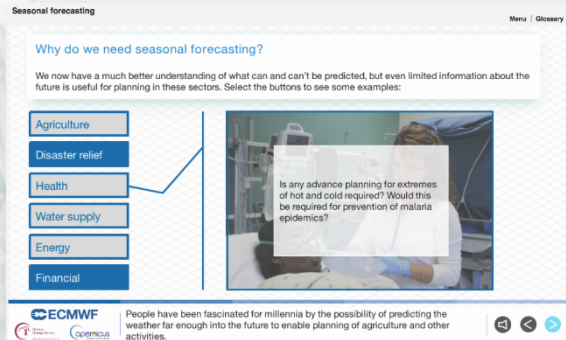 Seasonal forecasting
Menu | Glossary
Why do we need seasonal forecasting?
We now have a much better understanding of what can and can't be predicted, but even limited information about the
future is useful for planning in these sectors. Select the buttons to see some examples:
Agriculture
Disaster relief
Health
Water supply
Energy
Financial
Is any advance planning for extremes
of hot and cold required? Would this
be required for prevention of malaria
epidemics?
ECMWF
Copernicus
People have been fascinated for millennia by the possibility of predicting the
weather far enough into the future to enable planning of agriculture and other
activities.